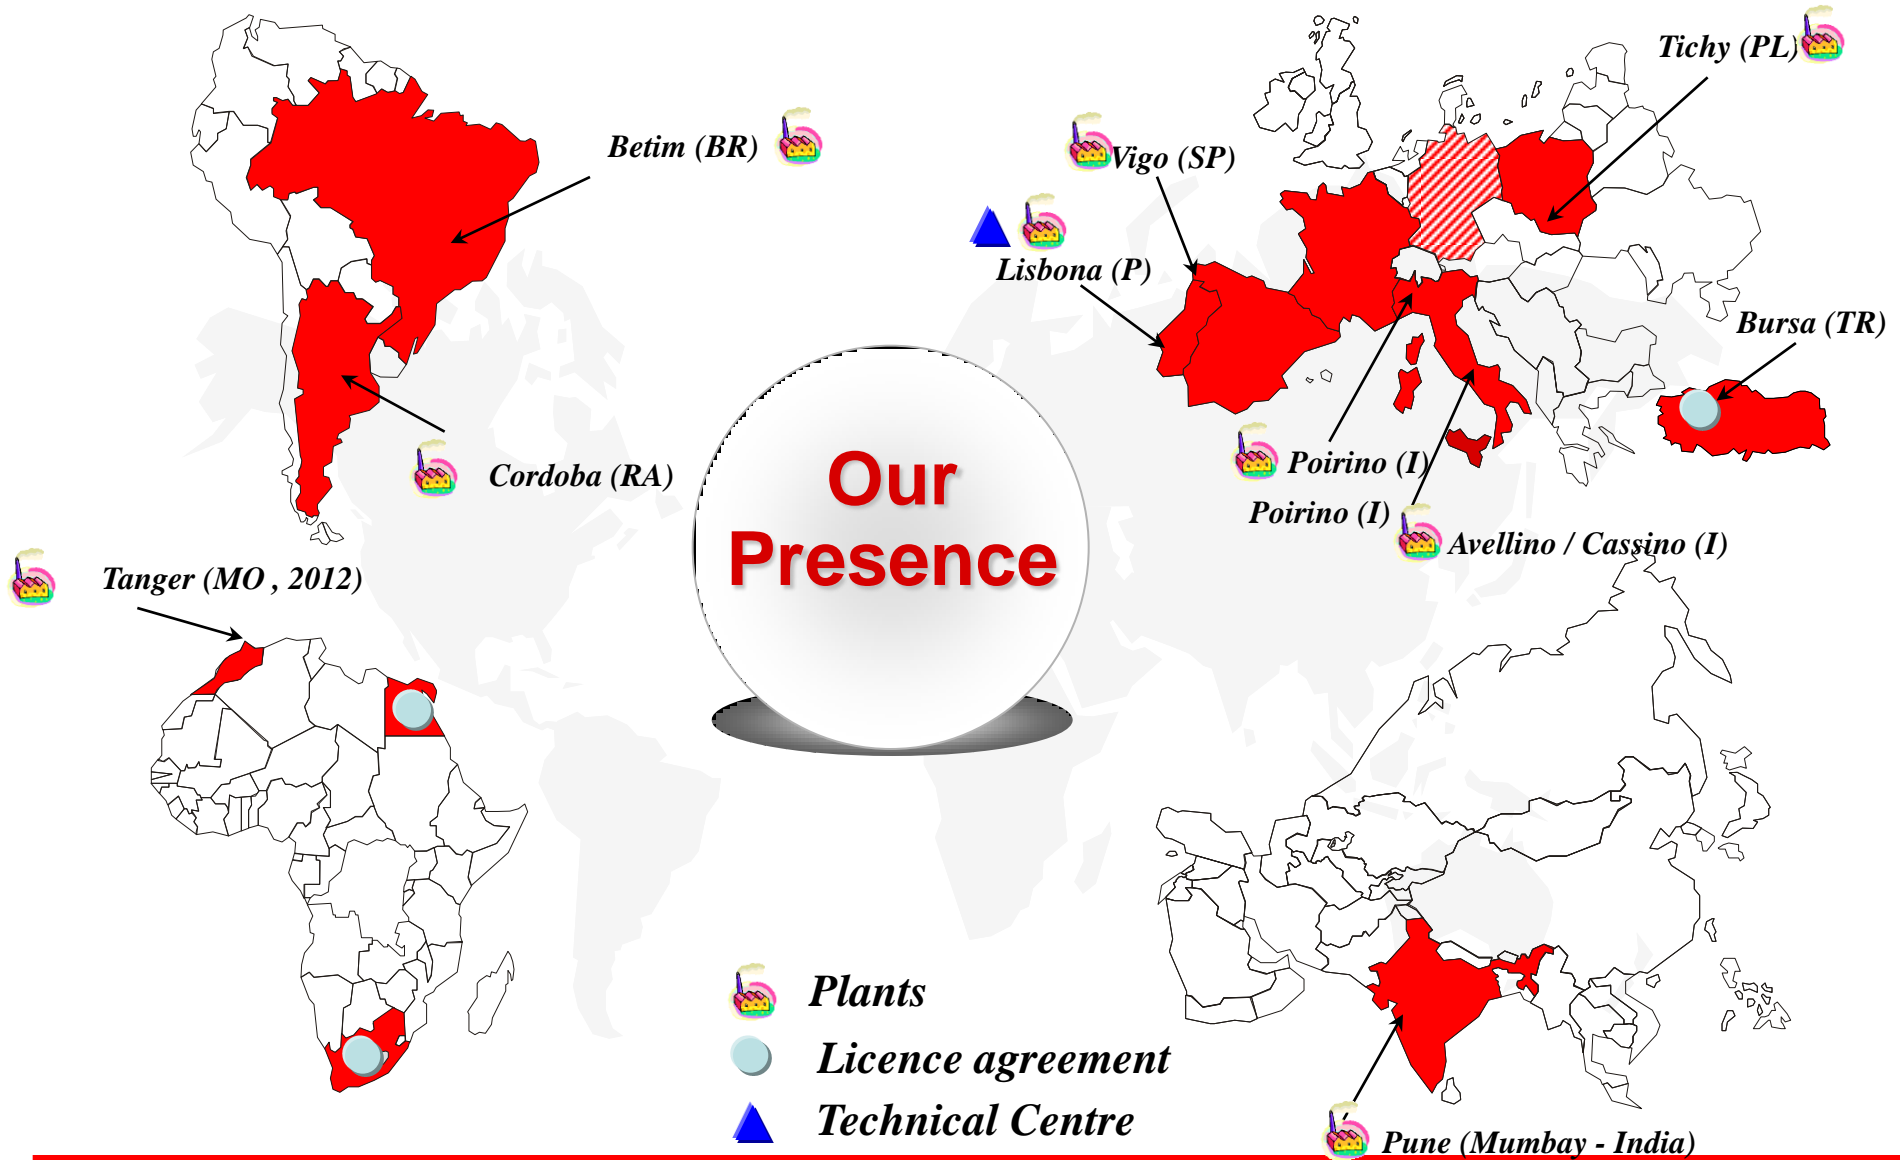 Tichy (PL)
Betim (BR)
Vigo (SP)
Lisbona (P)
Bursa (TR)
Our
Presence
Cordoba (RA)
Poirino (I)
Poirino (I)
Avellino / Cassino (I)
Tanger (MO , 2012)
Plants
Licence agreement
Technical Centre
Pune (Mumbay - India)